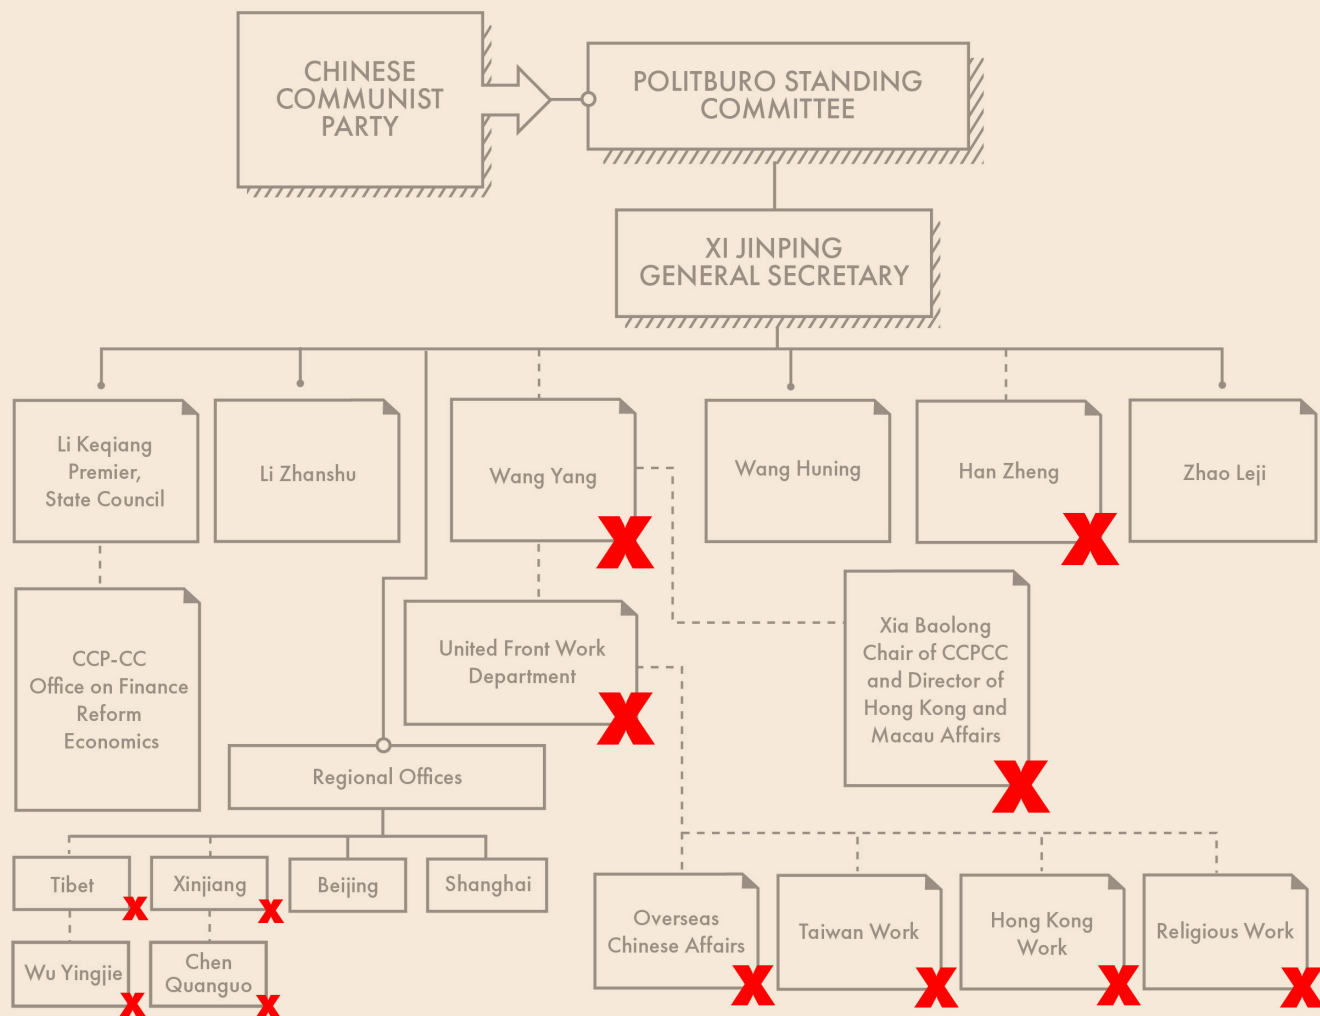 CHINESE
COMMUNIST
PARTY
POLITBURO STANDING
COMMITTEE
XI JINPING
GENERAL SECRETARY
Li Keqiang
Premier,
State Council
Li Zhanshu
Wang Yang
Wang Huning
Han Zheng
Zhao Leji
CCP-CC
Office on Finance
Reform
Economics
United Front Work
Department
Xia Baolong
Chair of CCPCC
and Director of
Hong Kong and
Macau Affairs
Regional Offices
Tibet
Xinjiang
Beijing
Shanghai
Wu Yingjie
Chen
Quanguo
Overseas
Chinese Affairs
Taiwan Work
Hong Kong
Work
Religious Work